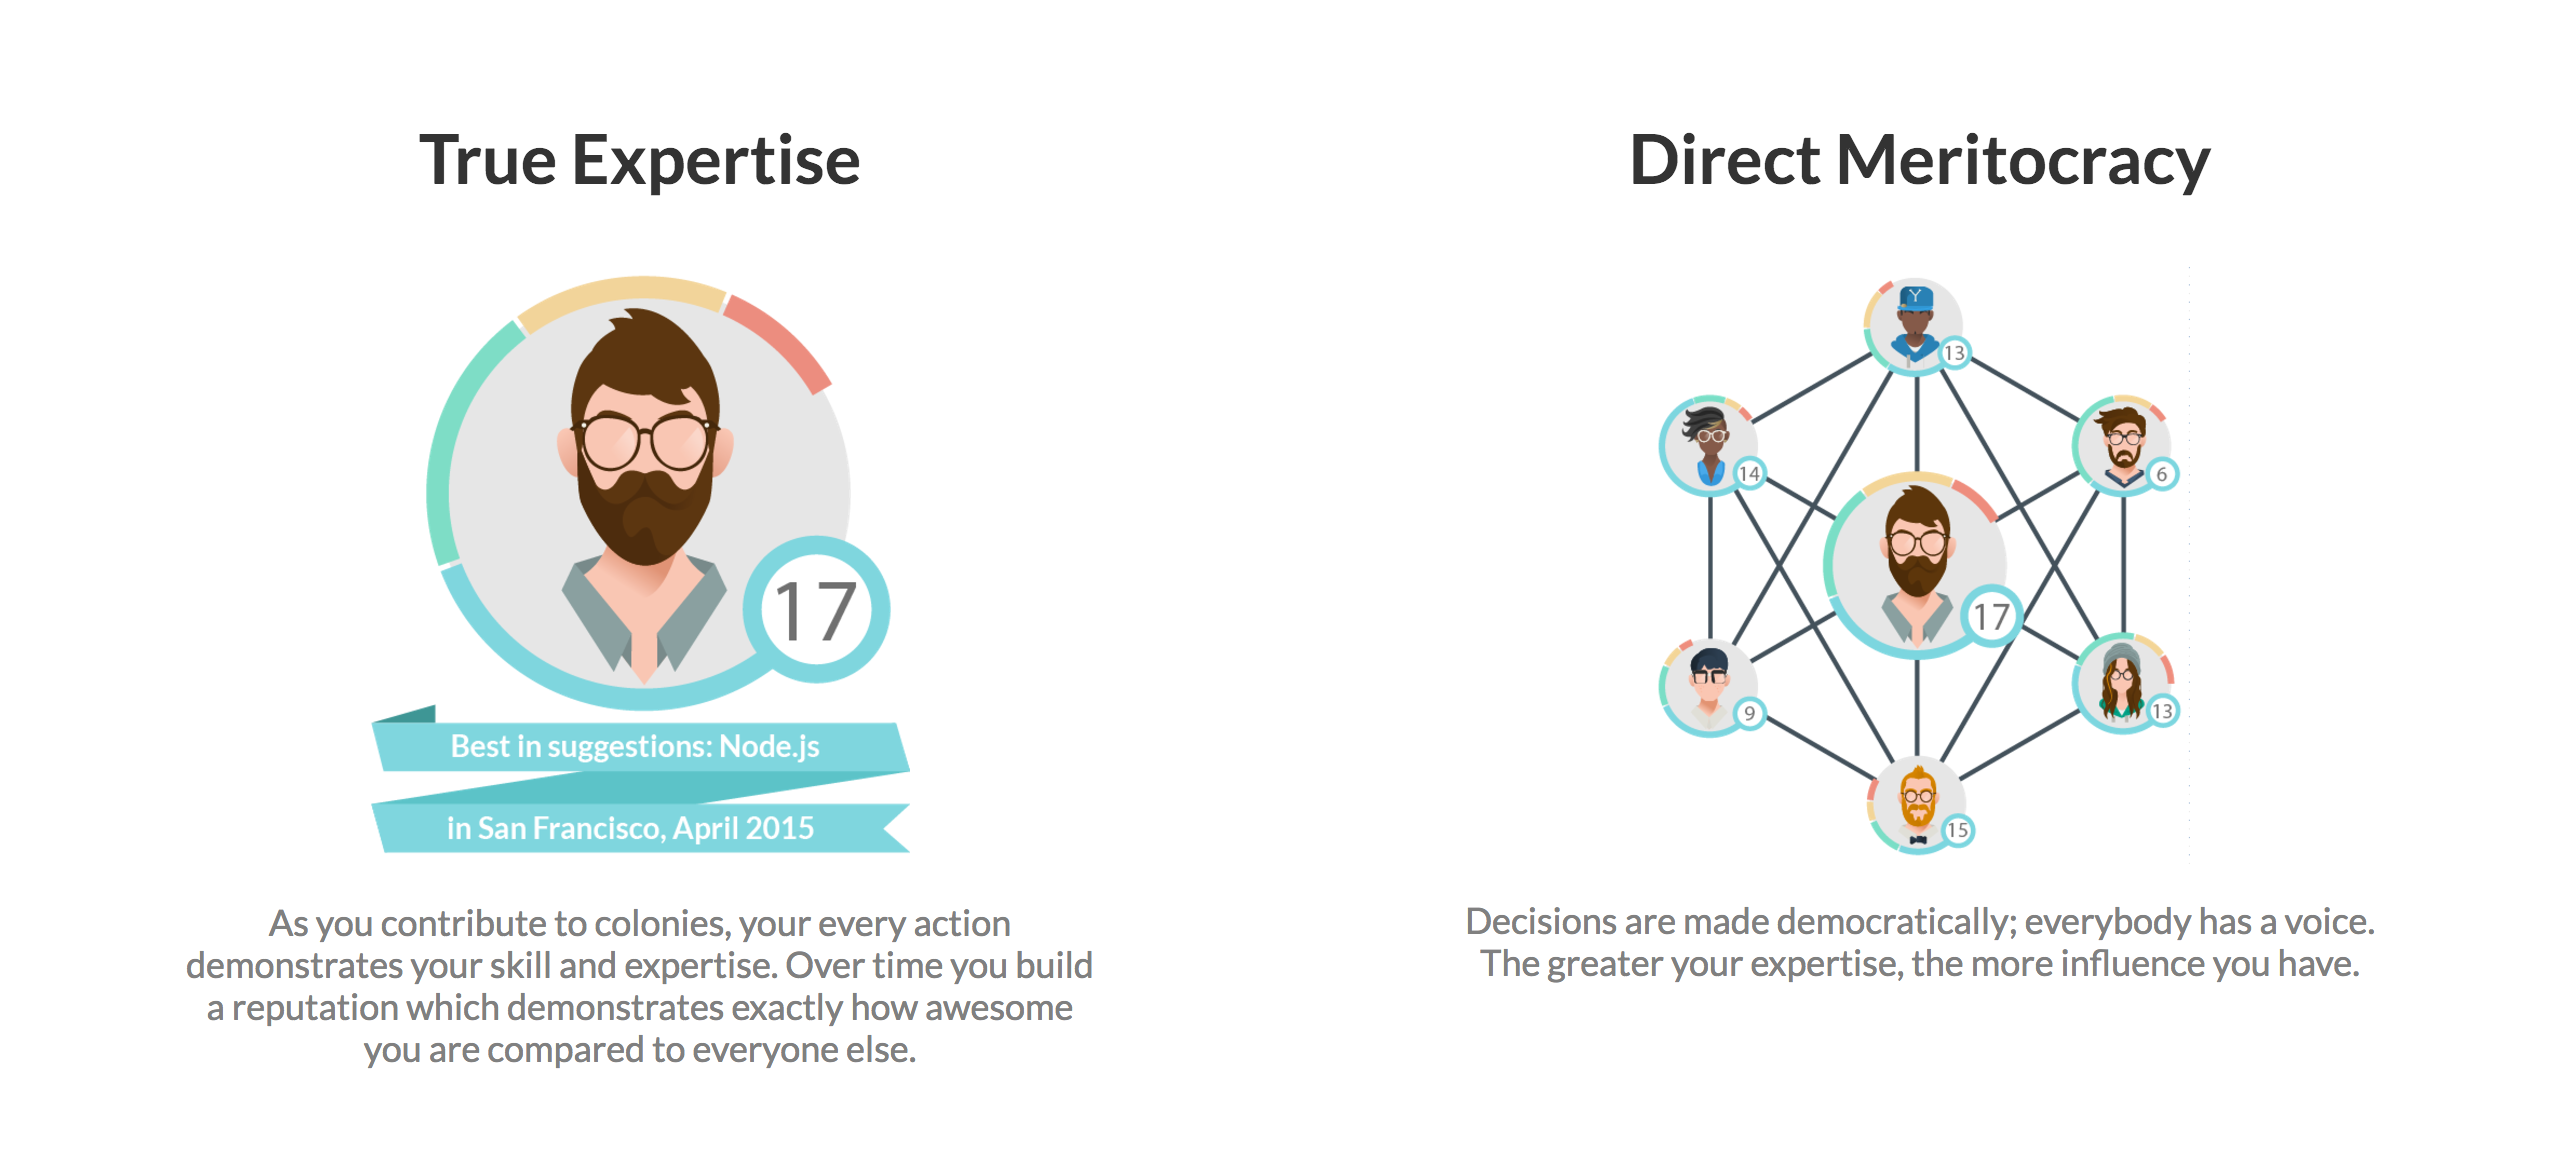 True Expertise
17
Best in suggestions: Node.js
in San Francisco, April 2015
As you contribute to colonies, your every action
demonstrates your skill and expertise. Over time you build
a reputation which demonstrates exactly how awesome
you are compared to everyone else.
Direct Meritocracy
Y
13
14
6
17
9
13
15
Decisions are made democratically; everybody has a voice.
The greater your expertise, the more influence you have.